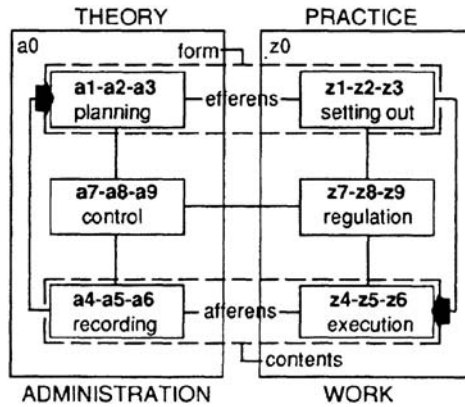 THEORY PRACTICE
a0 form z0
a1-a2-a3 z1-z2-z3
planning efferens setting out
a7-a8-a9 z7-z8-z9
control regulation
a4-a5-a6 z4-z5-z6
recording afferens execution
contents
ADMINISTRATION WORK